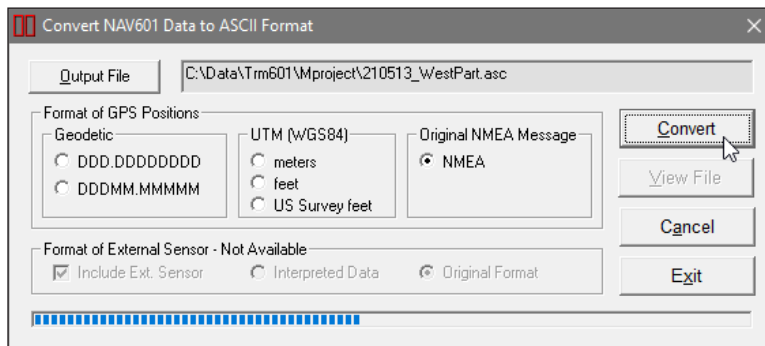 Convert NAV601 Data to ASCII Format
Output File
C:\Data\Trm601\Mproject\210513_WestPart.asc
Format of GPS Positions
Geodetic
DDD.DDDDDDDD
DDDMM.MMMMM
UTM (WGS84)
meters
feet
US Survey feet
Original NMEA Message
NMEA
Format of External Sensor - Not Available
Include Ext. Sensor
Interpreted Data
Original Format
Convert
View File
Cancel
Exit